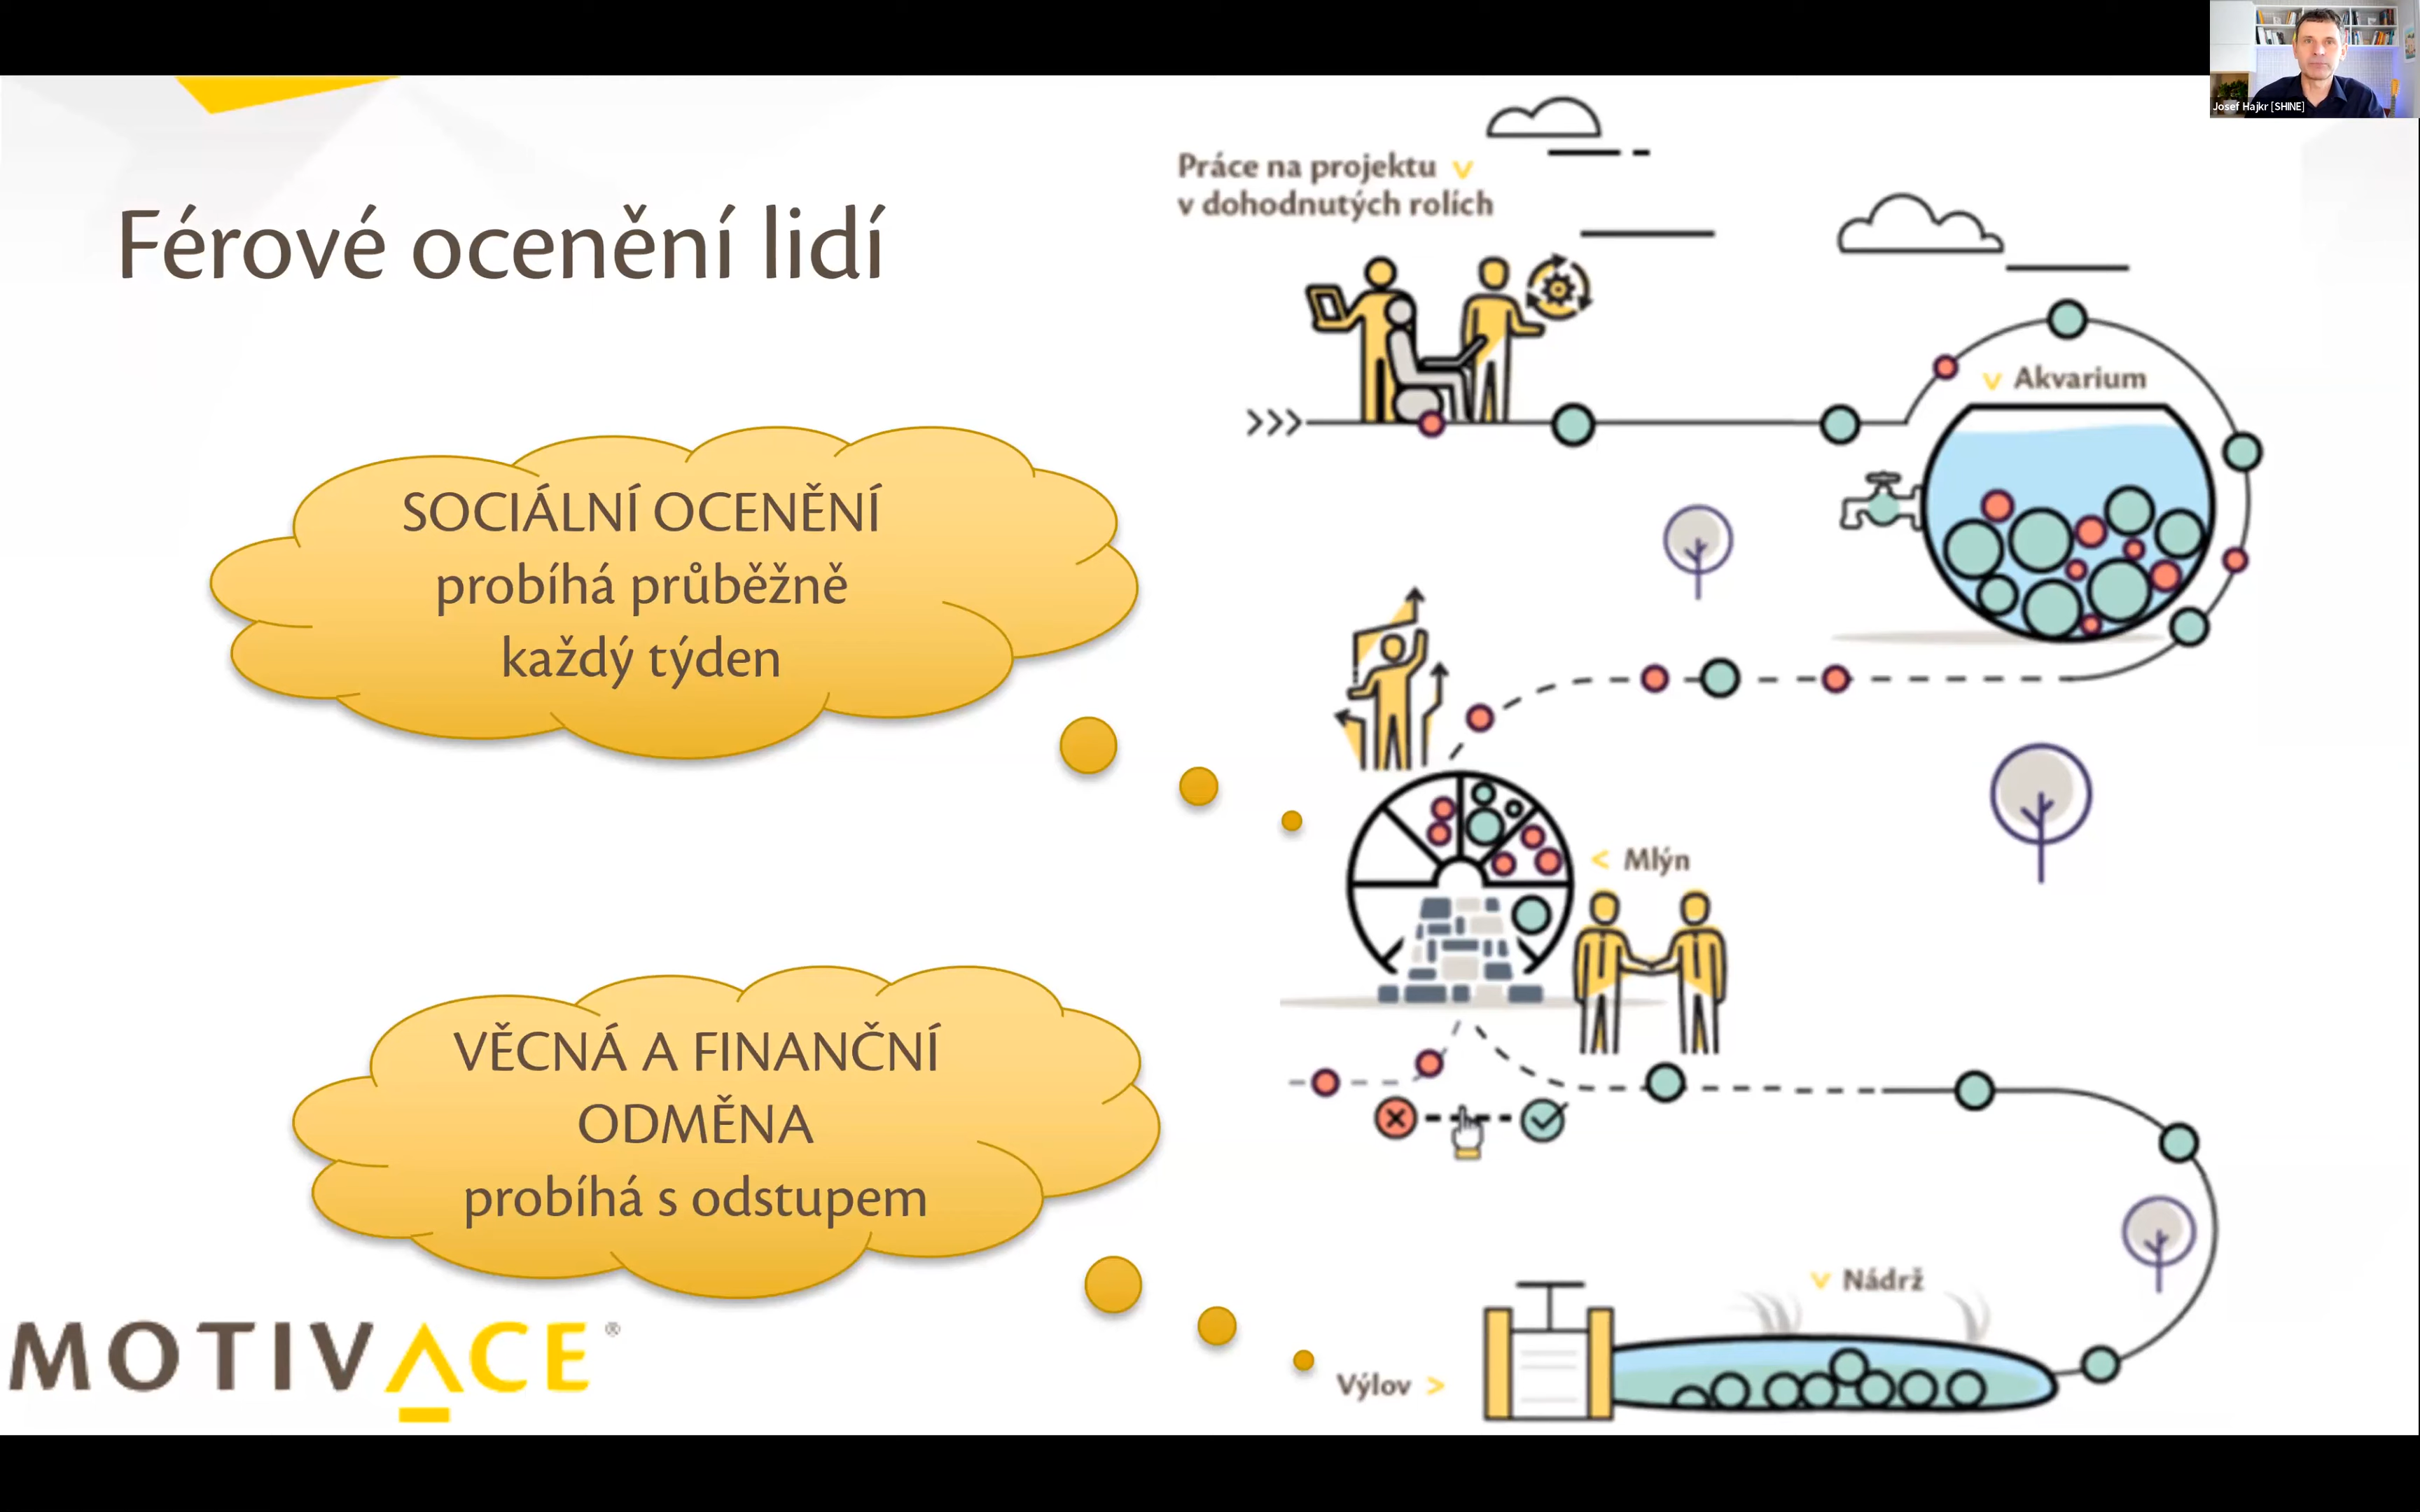 Josef Hajkr [SHINE]
Férové ocenění lidí
SOCIÁLNÍ OCENĚNÍ
probíhá průběžně
každý týden
VĚCNÁ A FINANČNÍ
ODMĚNA
probíhá s odstupem
MOTIVACE®
Práce na projektu
v dohodnutých rolích
Akvarium
Mlýn
Nádrž
Výlov